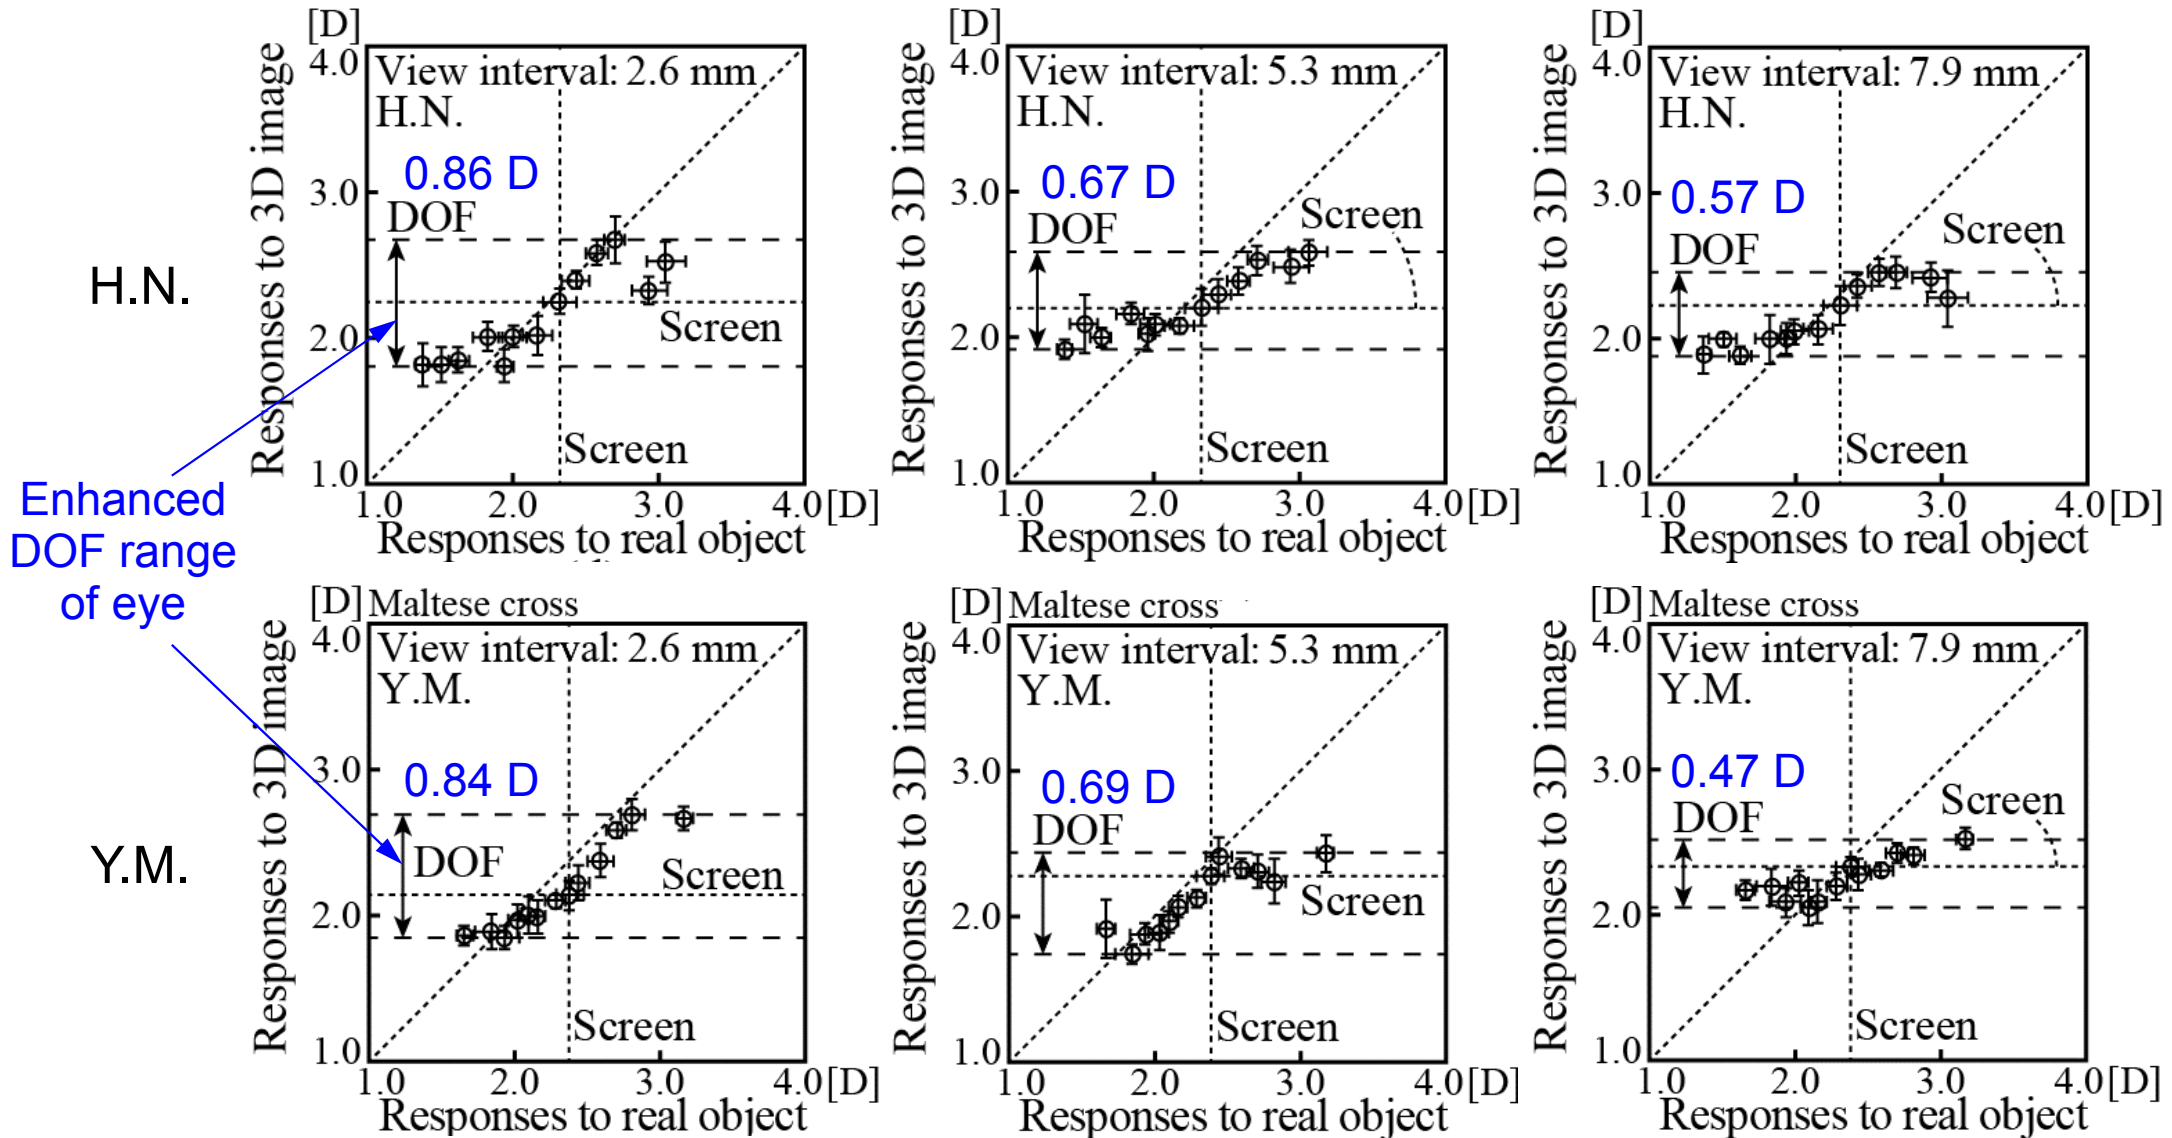 [D]
4.0
View interval: 2.6 mm
H.N.
0.86 D
3.0
DOF
2.0
Screen
Screen
1.0
1.0 2.0 3.0 4.0 [D]
Responses to real object
Responses to 3D image
[D]
4.0
View interval: 5.3 mm
H.N.
0.67 D
3.0
Screen
DOF
2.0
Screen
1.0
1.0 2.0 3.0 4.0 [D]
Responses to real object
Responses to 3D image
[D]
4.0
View interval: 7.9 mm
H.N.
0.57 D
3.0
Screen
DOF
2.0
Screen
1.0
1.0 2.0 3.0 4.0 [D]
Responses to real object
Responses to 3D image
H.N.
Enhanced
DOF range
of eye
Y.M.
[D] Maltese cross
4.0
View interval: 2.6 mm
Y.M.
0.84 D
3.0
DOF
Screen
2.0
Screen
1.0
1.0 2.0 3.0 4.0 [D]
Responses to real object
Responses to 3D image
[D] Maltese cross
4.0
View interval: 5.3 mm
Y.M.
0.69 D
3.0
DOF
Screen
2.0
Screen
1.0
1.0 2.0 3.0 4.0 [D]
Responses to real object
Responses to 3D image
[D] Maltese cross
4.0
View interval: 7.9 mm
Y.M.
0.47 D
3.0
Screen
DOF
2.0
Screen
1.0
1.0 2.0 3.0 4.0 [D]
Responses to real object
Responses to 3D image